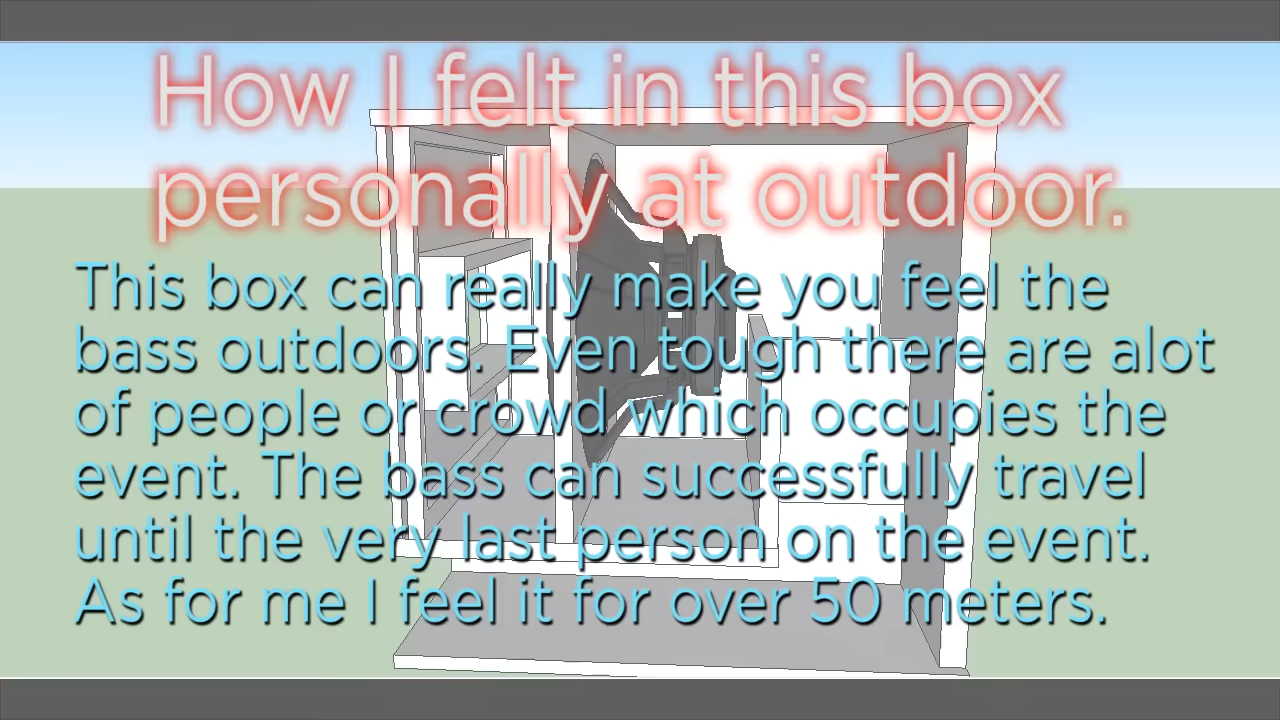 How I felt in this box
personally at outdoor.
This box can really make you feel the
bass outdoors. Even tough there are alot
of people or crowd which occupies the
event. The bass can successfully travel
until the very last person on the event.
As for me I feel it for over 50 meters.